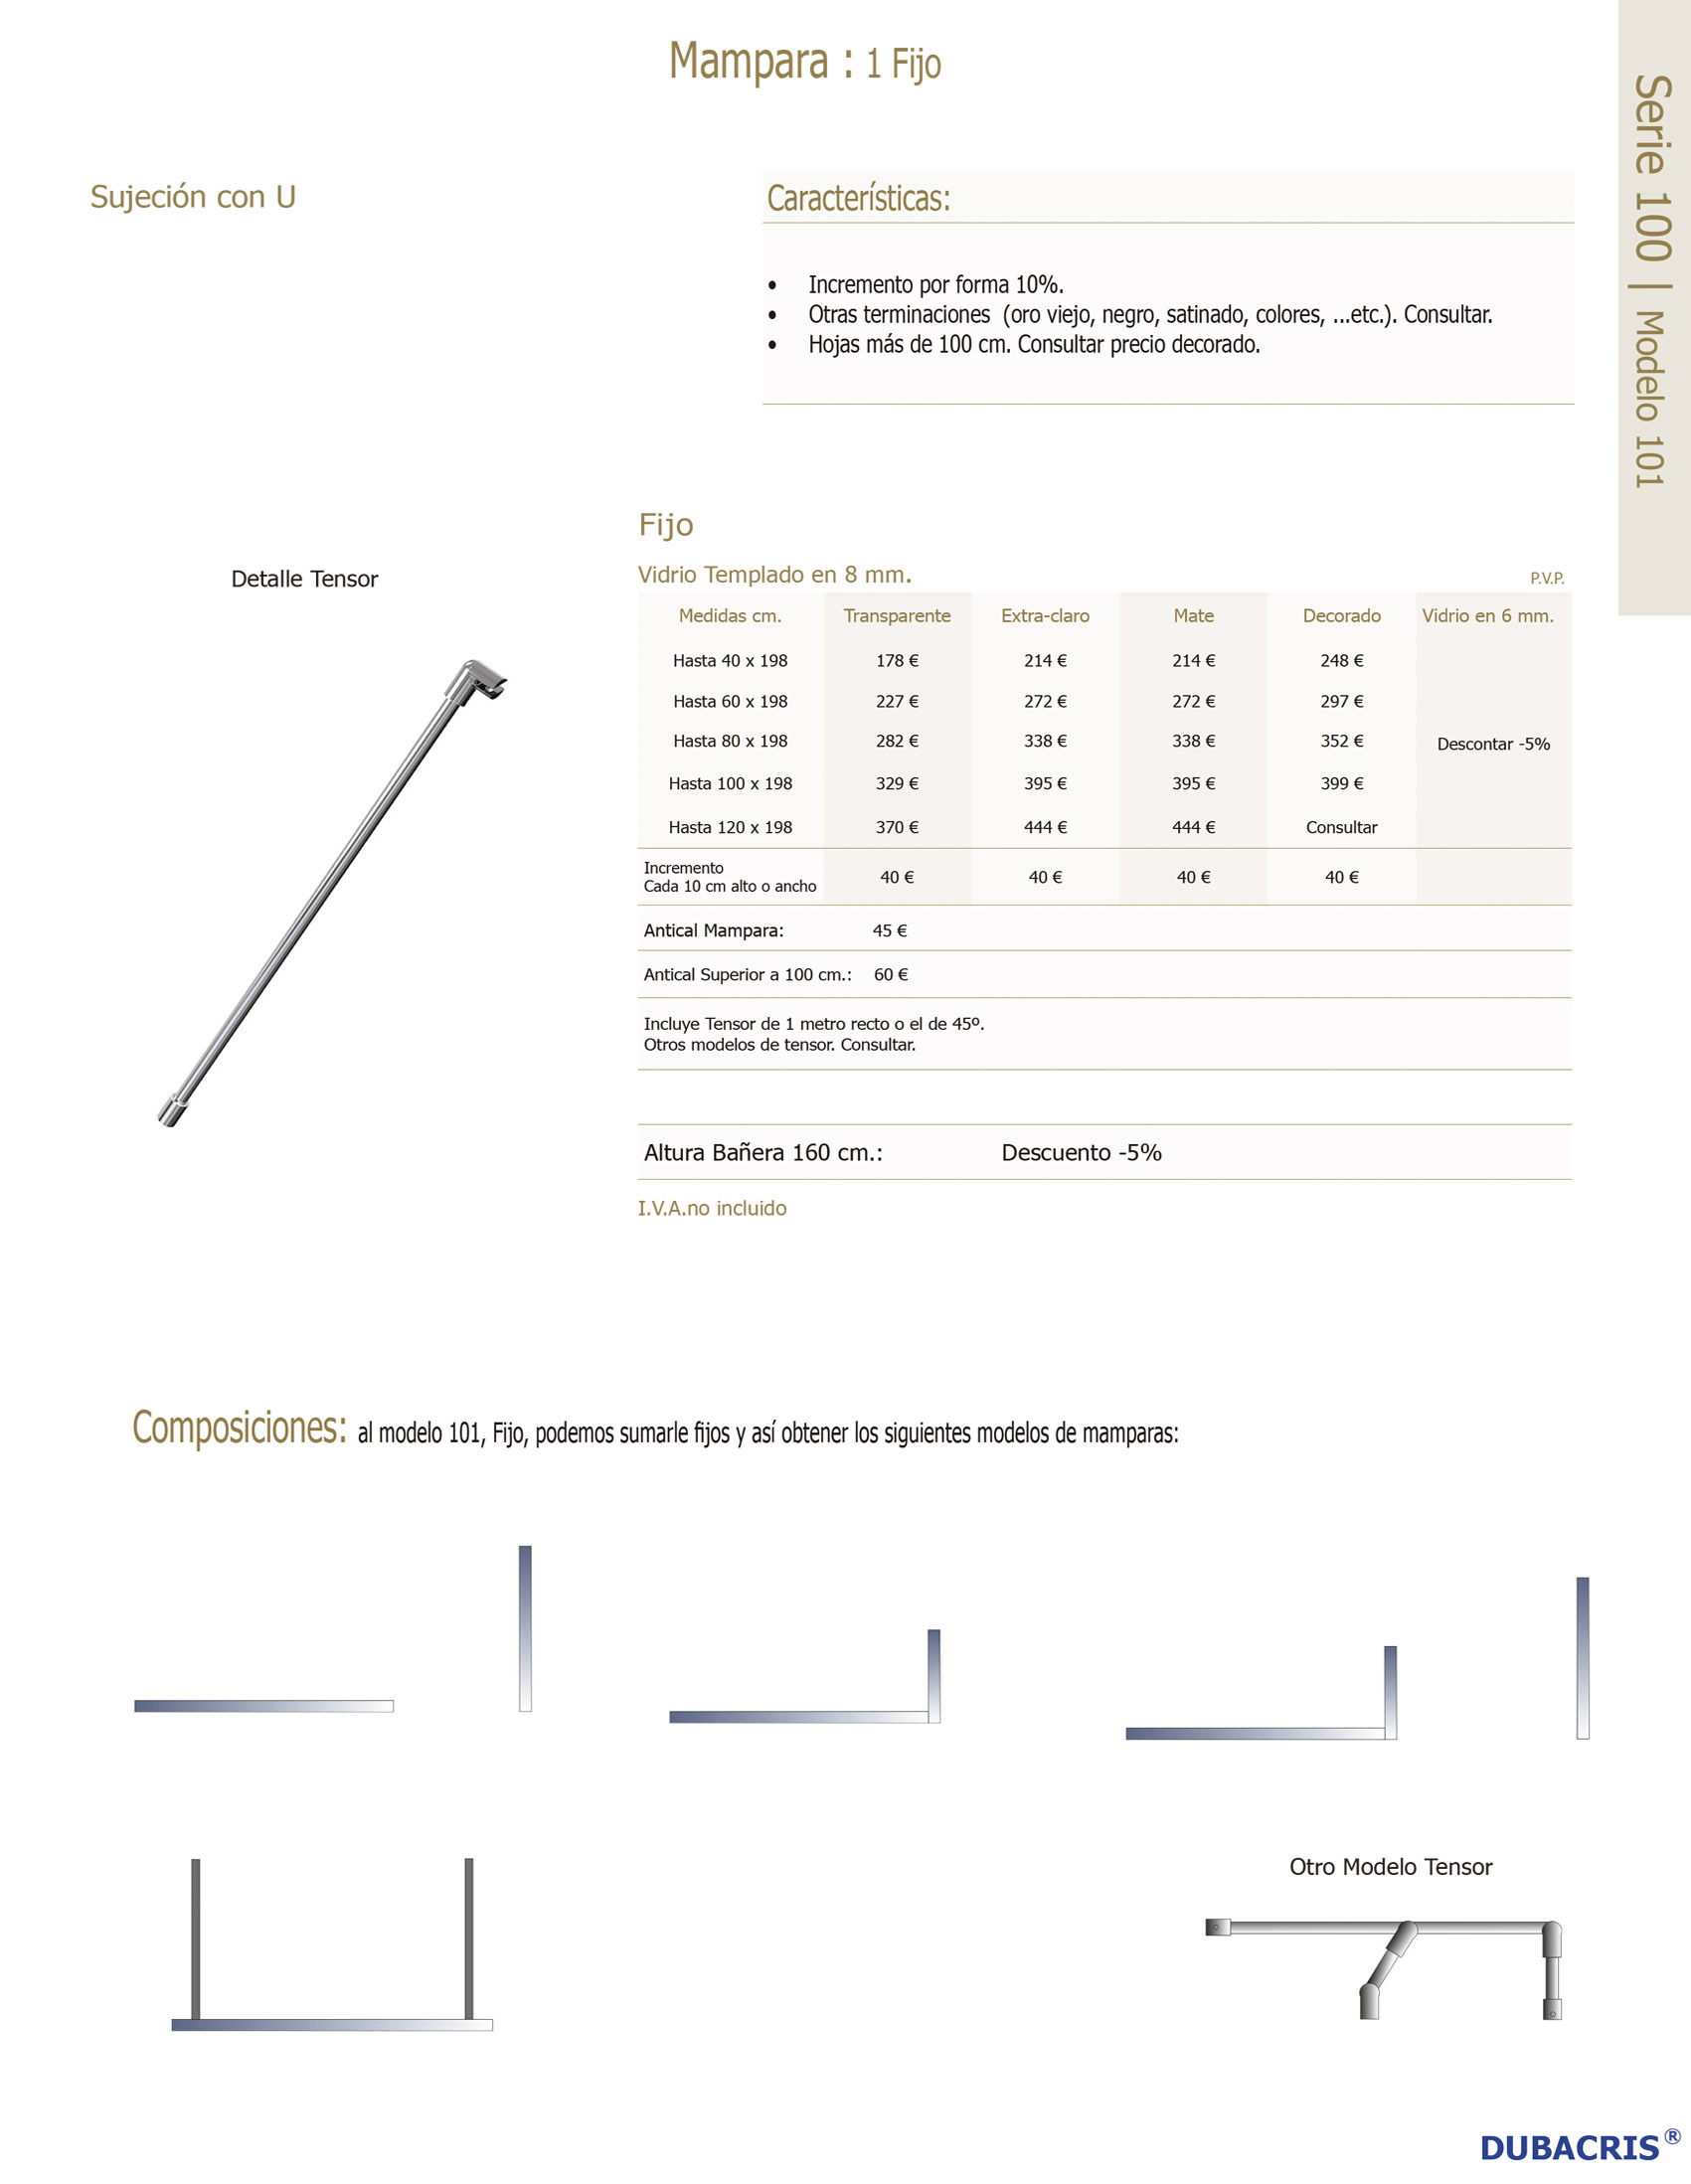 Mampara : 1 Fijo
Serie 100 | Modelo 101
Sujeción con U
Características:
• Incremento por forma 10%.
• Otras terminaciones (oro viejo, negro, satinado, colores, ...etc.). Consultar.
• Hojas más de 100 cm. Consultar precio decorado.
Detalle Tensor
Fijo
Vidrio Templado en 8 mm. P.V.P.
Medidas cm. Transparente Extra-claro Mate Decorado Vidrio en 6 mm.
Hasta 40 x 198 178 € 214 € 214 € 248 €
Hasta 60 x 198 227 € 272 € 272 € 297 €
Hasta 80 x 198 282 € 338 € 338 € 352 € Descontar -5%
Hasta 100 x 198 329 € 395 € 395 € 399 €
Hasta 120 x 198 370 € 444 € 444 € Consultar
Incremento
Cada 10 cm alto o ancho 40 € 40 € 40 € 40 €
Antical Mampara: 45 €
Antical Superior a 100 cm.: 60 €
Incluye Tensor de 1 metro recto o el de 45º.
Otros modelos de tensor. Consultar.
Altura Bañera 160 cm.: Descuento -5%
I.V.A.no incluido
Composiciones: al modelo 101, Fijo, podemos sumarle fijos y así obtener los siguientes modelos de mamparas:
Otro Modelo Tensor
DUBACRIS®